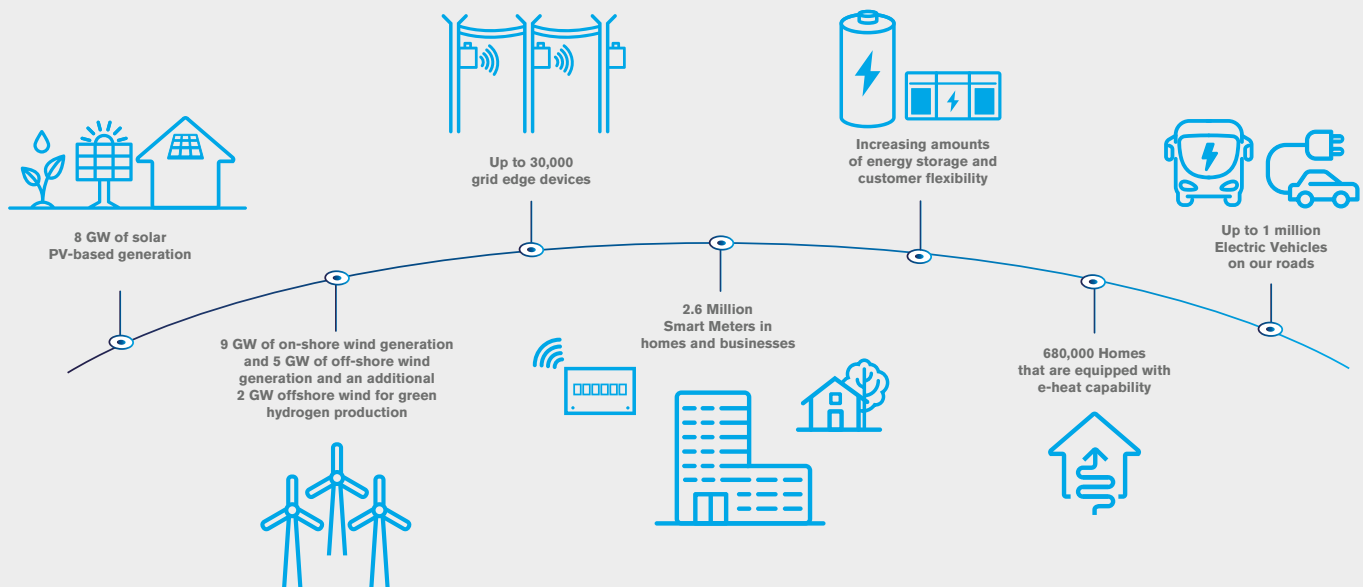 8 GW of solar
PV-based generation
9 GW of on-shore wind generation
and 5 GW of off-shore wind
generation and an additional
2 GW offshore wind for green
hydrogen production
Up to 30,000
grid edge devices
2.6 Million
Smart Meters in
homes and businesses
Increasing amounts
of energy storage and
customer flexibility
680,000 Homes
that are equipped with
e-heat capability
Up to 1 million
Electric Vehicles
on our roads